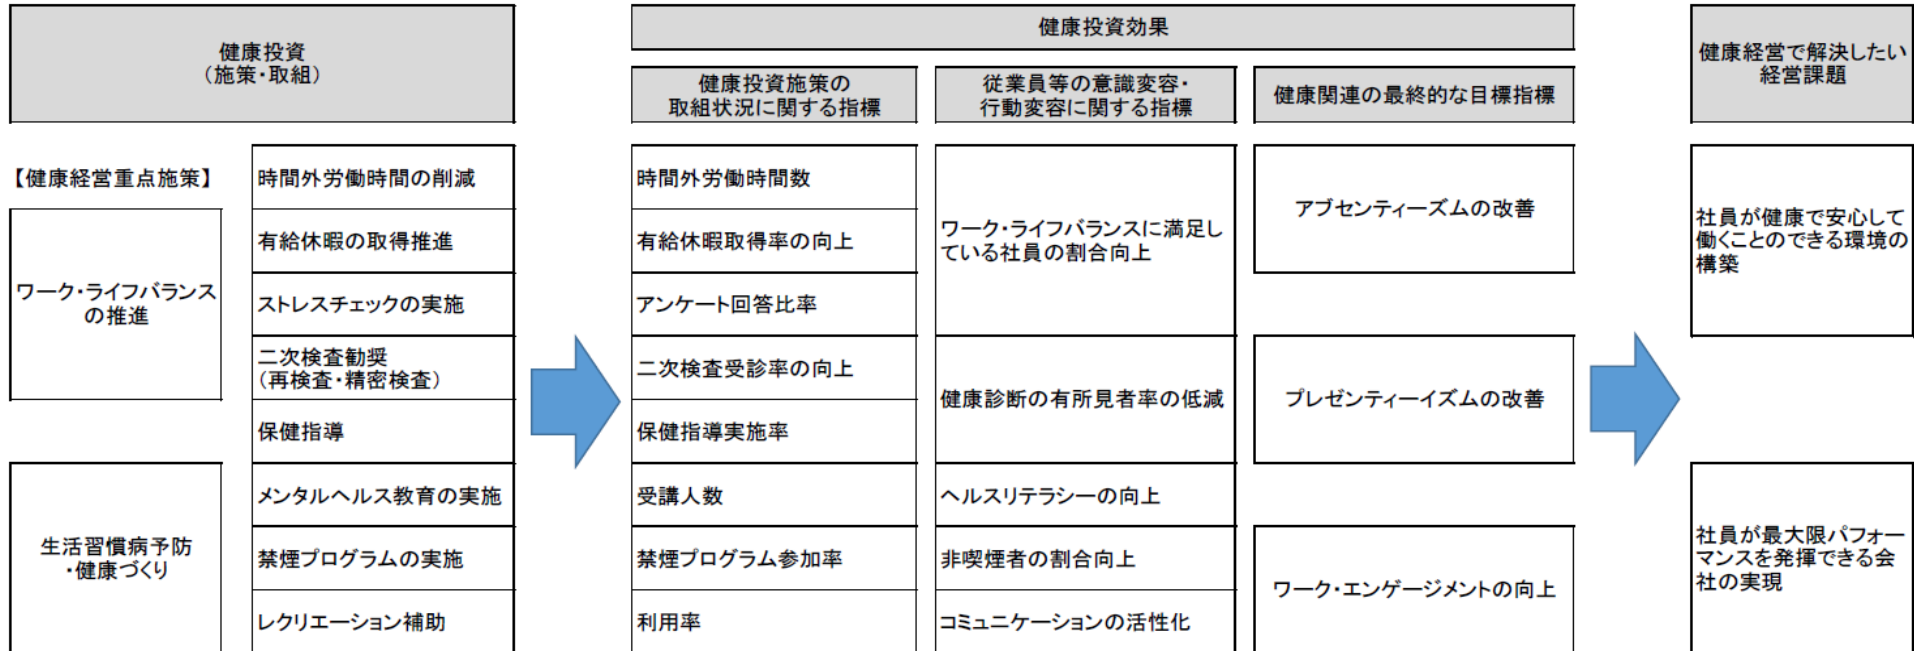 健康投資
（施策・取組）
健康投資効果
健康経営で解決したい
経営課題
健康投資施策の
取組状況に関する指標
従業員等の意識変容・
行動変容に関する指標
健康関連の最終的な目標指標
【健康経営重点施策】
ワーク・ライフバランス
の推進
生活習慣病予防
・健康づくり
時間外労働時間の削減
有給休暇の取得推進
ストレスチェックの実施
二次検査勧奨
（再検査・精密検査）
保健指導
メンタルヘルス教育の実施
禁煙プログラムの実施
レクリエーション補助
時間外労働時間数
有給休暇取得率の向上
アンケート回答比率
二次検査受診率の向上
保健指導実施率
受講人数
禁煙プログラム参加率
利用率
ワーク・ライフバランスに満足し
ている社員の割合向上
健康診断の有所見者率の低減
ヘルスリテラシーの向上
非喫煙者の割合向上
コミュニケーションの活性化
アブセンティーズムの改善
プレゼンティーイズムの改善
ワーク・エンゲージメントの向上
社員が健康で安心して
働くことのできる環境の
構築
社員が最大限パフォー
マンスを発揮できる会
社の実現